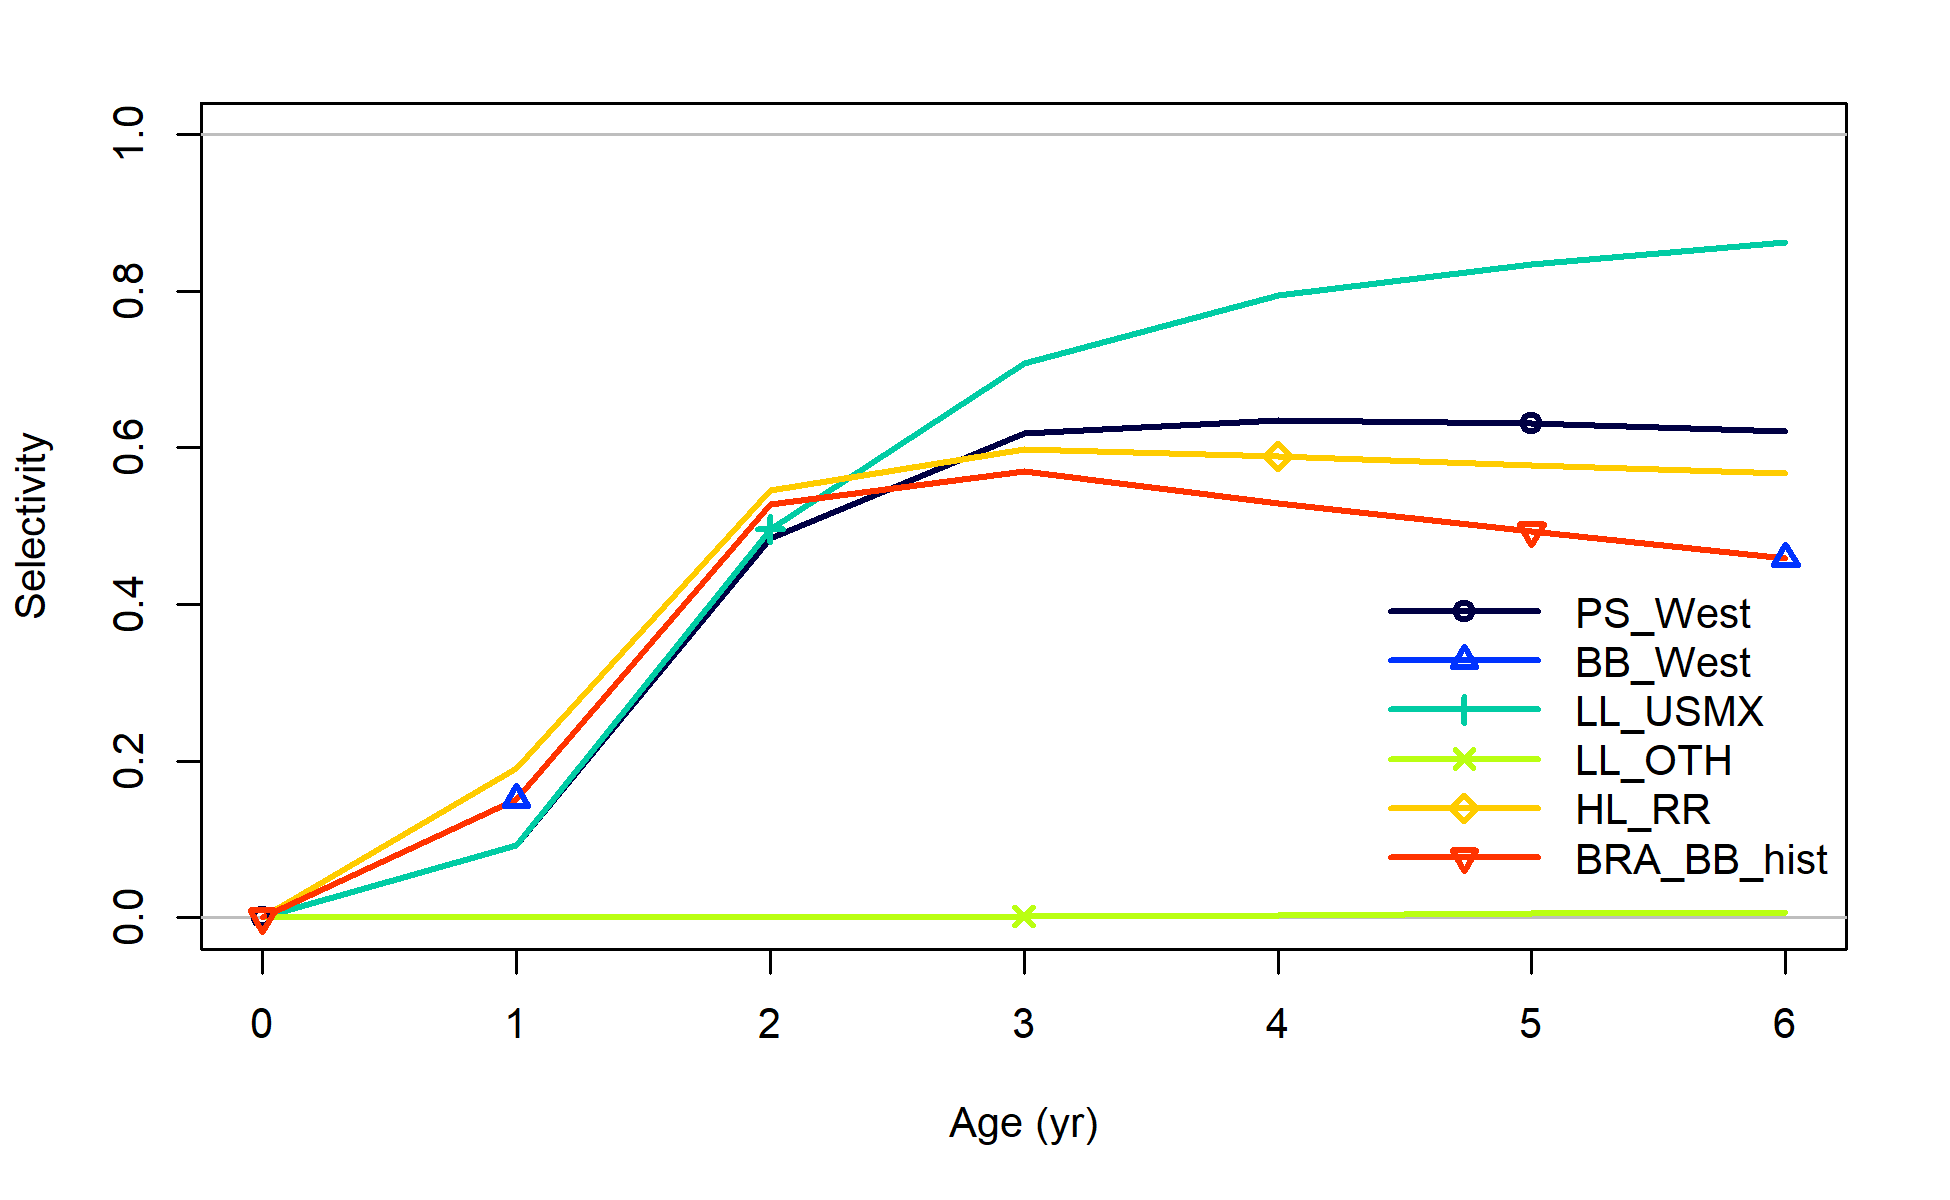 1.0
0.8
0.6
0.4
0.2
0.0
Selectivity
PS_West
BB_West
LL_USMX
LL_OTH
HL_RR
BRA_BB_hist
0 1 2 3 4 5 6
Age (yr)